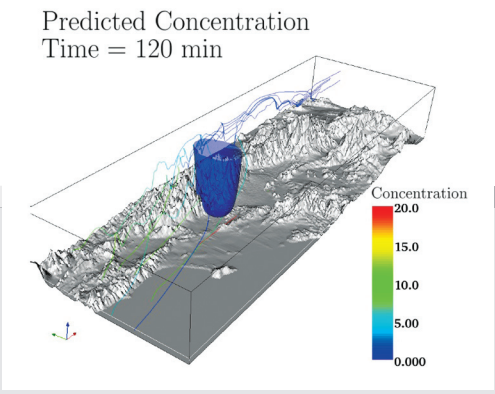 Predicted Concentration
Time = 120 min
Concentration
20.0
15.0
10.0
5.00
0.000